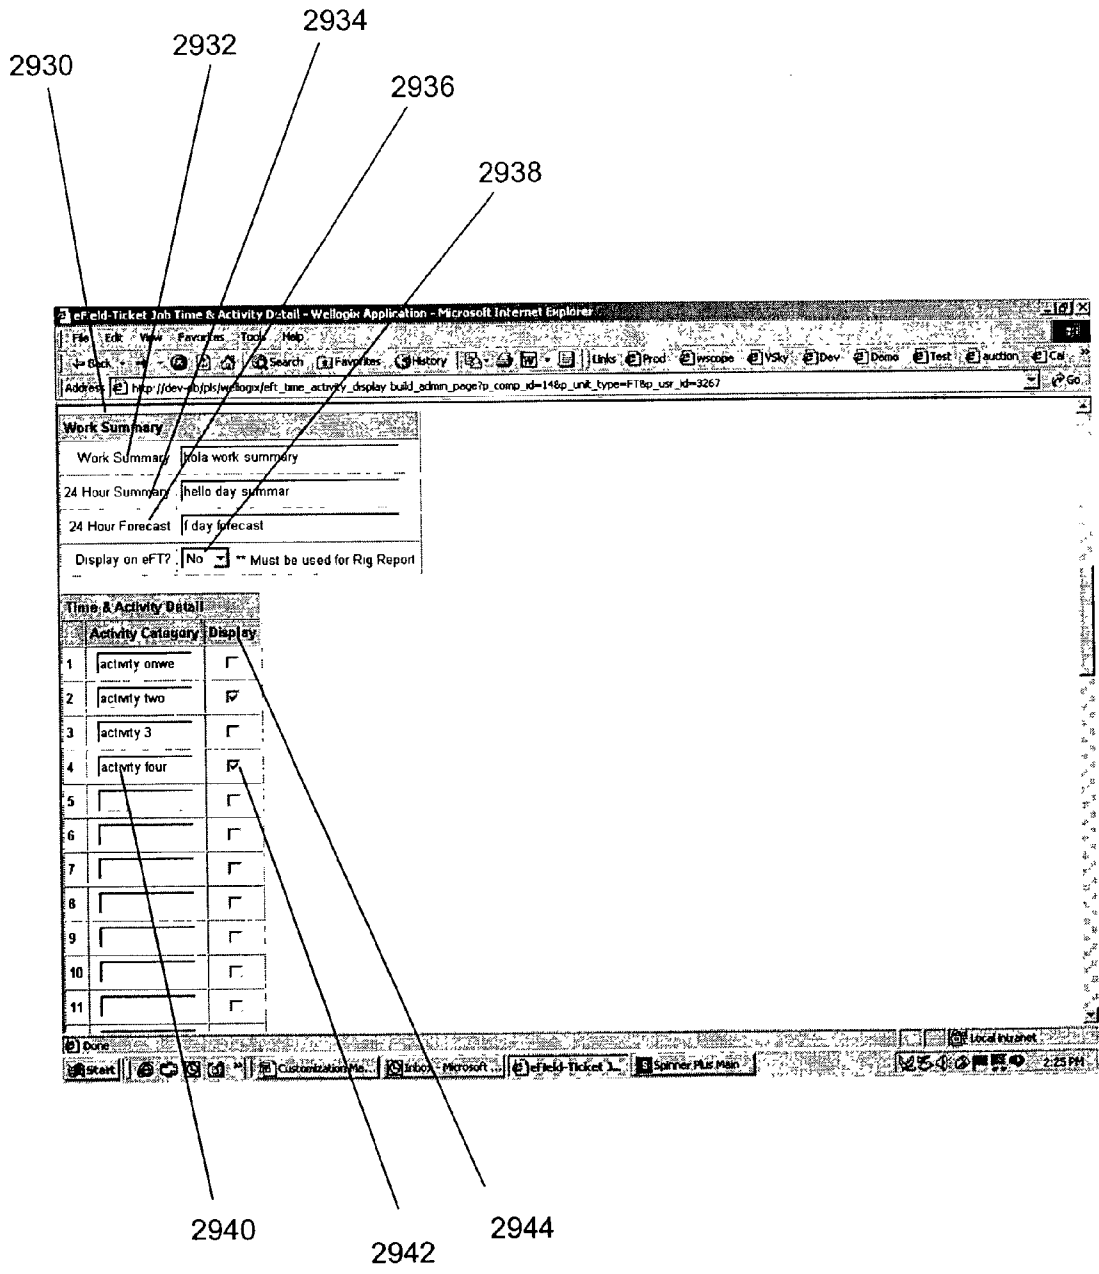 2934
2932
2930
2936
2938
eField-Ticket Job Time & Activity Detail - Wellogix Application - Microsoft Internet Explorer
File Edit View Favorites Tools Help
Back Search Favorites History Links Prod iwscope VSky Dev Demo Test auction Cal
Address http://dev-db/pls/wellogix/eft_time_activity_display build_admin_page?p_comp_id=14&p_unit_type=FT&p_usr_id=3267 Go
Work Summary
Work Summary hola work summary
24 Hour Summary hello day summar
24 Hour Forecast f day forecast
Display on eFT? No ** Must be used for Rig Report
Time & Activity Detail
Activity Category Display
1 activity onwe
2 activity two
3 activity 3
4 activity four
5
6
7
8
9
10
11
Done Local intranet
Start Customization Ma... Inbox - Microsoft ... eField-Ticket J... Spinner Plus Main 2:25 PM
2940
2942
2944